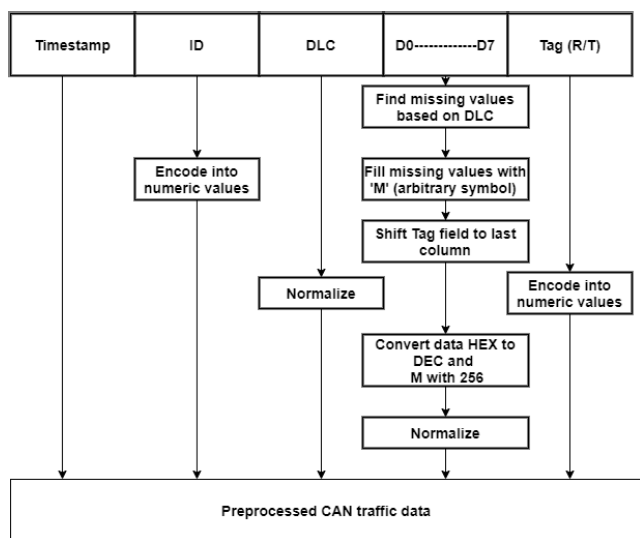 Timestamp
ID
DLC
D0-------------D7
Tag (R/T)
Find missing values
based on DLC
Encode into
numeric values
Fill missing values with
'M' (arbitrary symbol)
Shift Tag field to last
column
Normalize
Encode into
numeric values
Convert data HEX to
DEC and
M with 256
Normalize
Preprocessed CAN traffic data